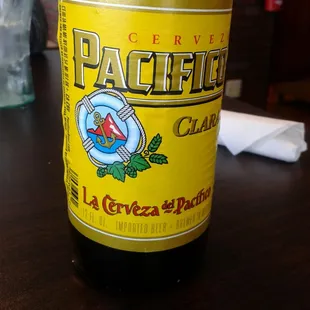 CERVEZ
PACIFICO
CLARA
La Cerveza del Pacifico
IMPORTED BEER